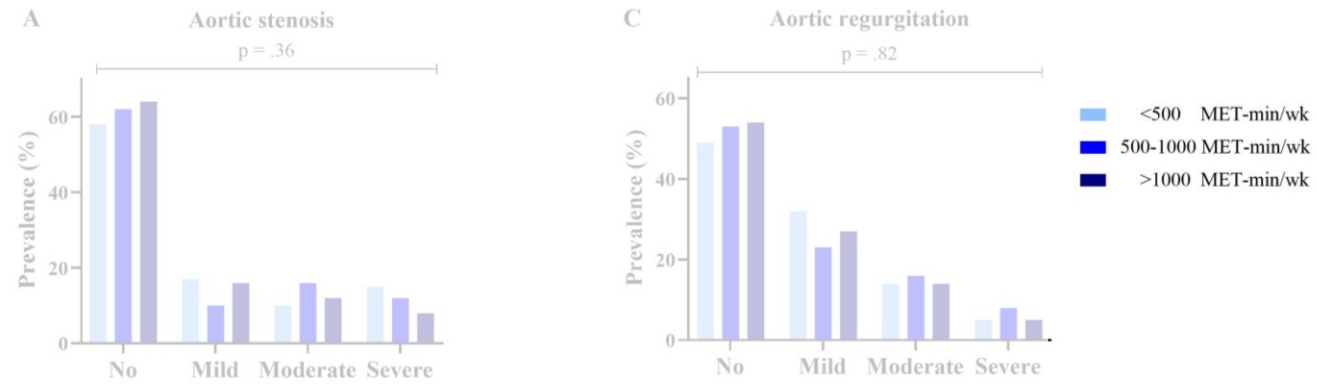 A
Aortic stenosis
p = .36
Prevalence (%)
60
40
20
0
No Mild Moderate Severe
C
Aortic regurgitation
p = .82
Prevalence (%)
60
40
20
0
No Mild Moderate Severe
<500 MET-min/wk
500-1000 MET-min/wk
>1000 MET-min/wk